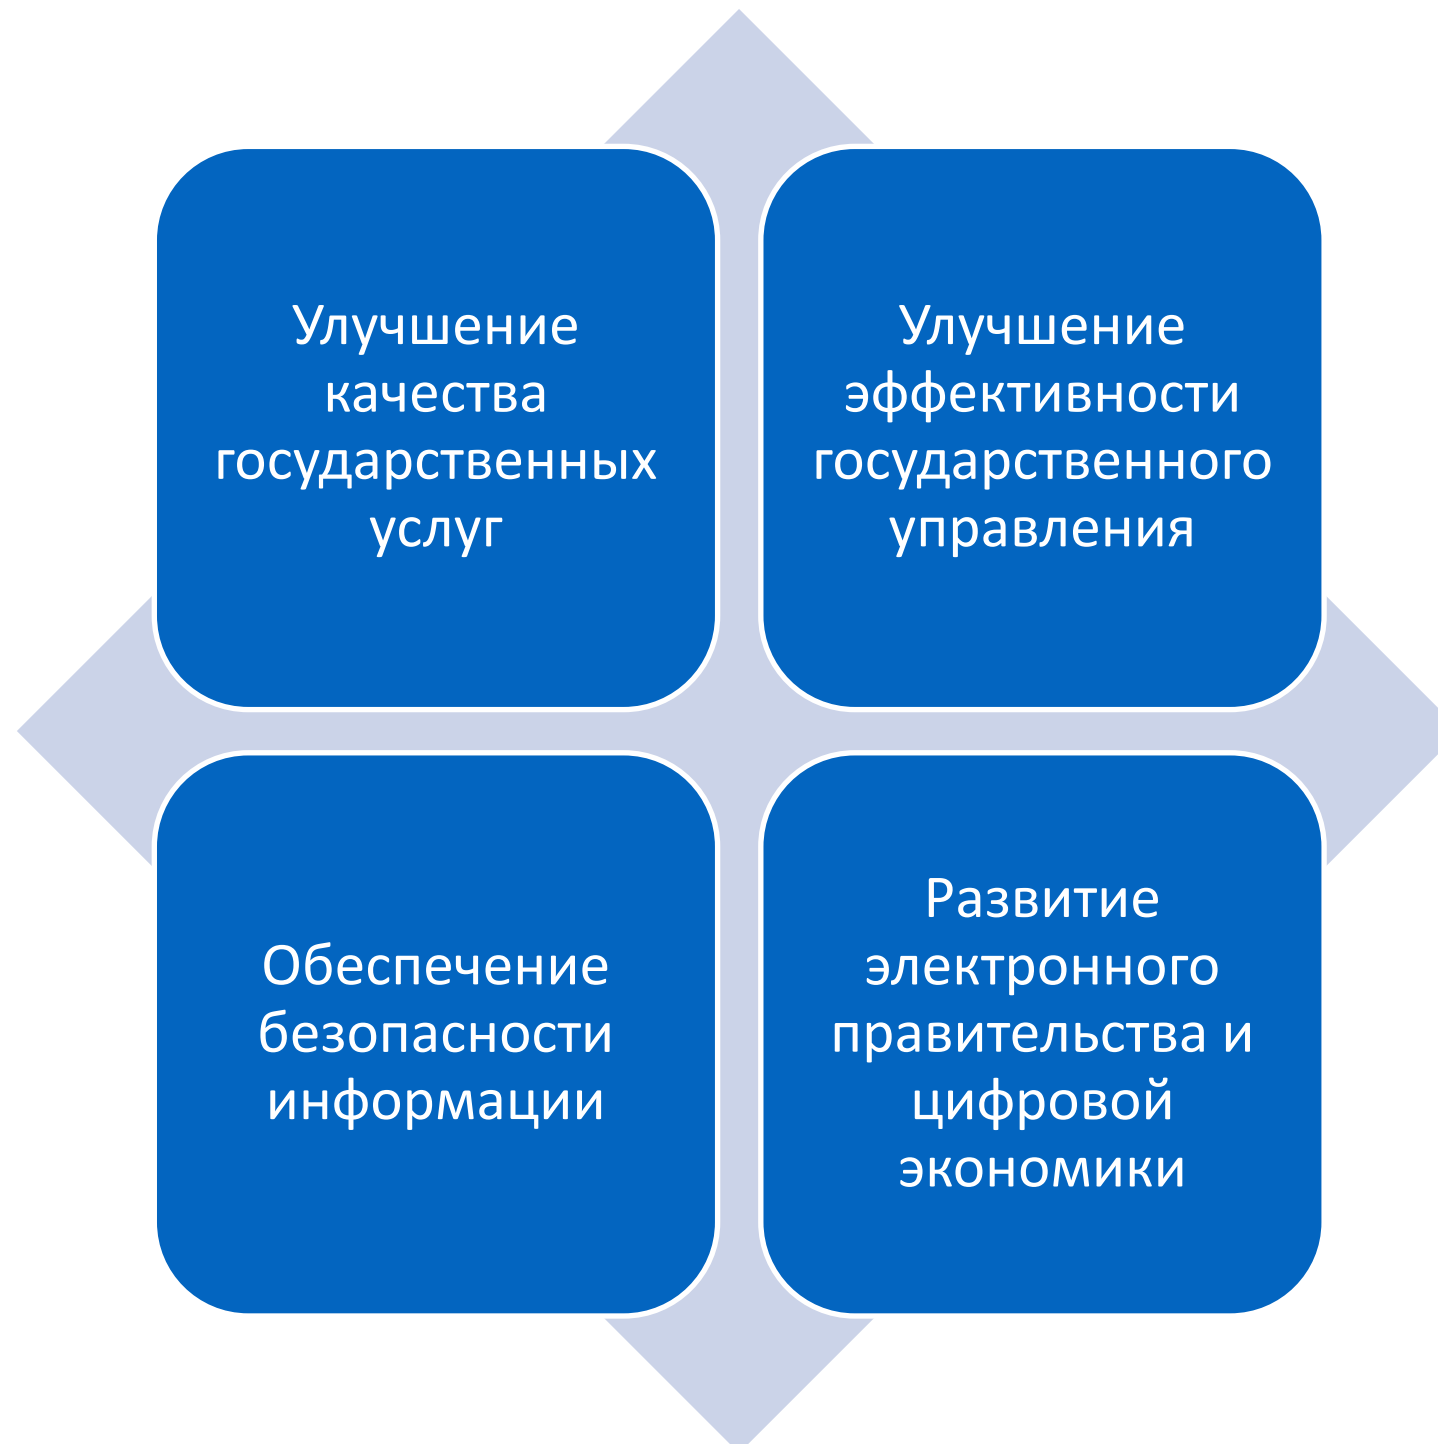 Улучшение
качества
государственных
услуг
Улучшение
эффективности
государственного
управления
Обеспечение
безопасности
информации
Развитие
электронного
правительства и
цифровой
экономики